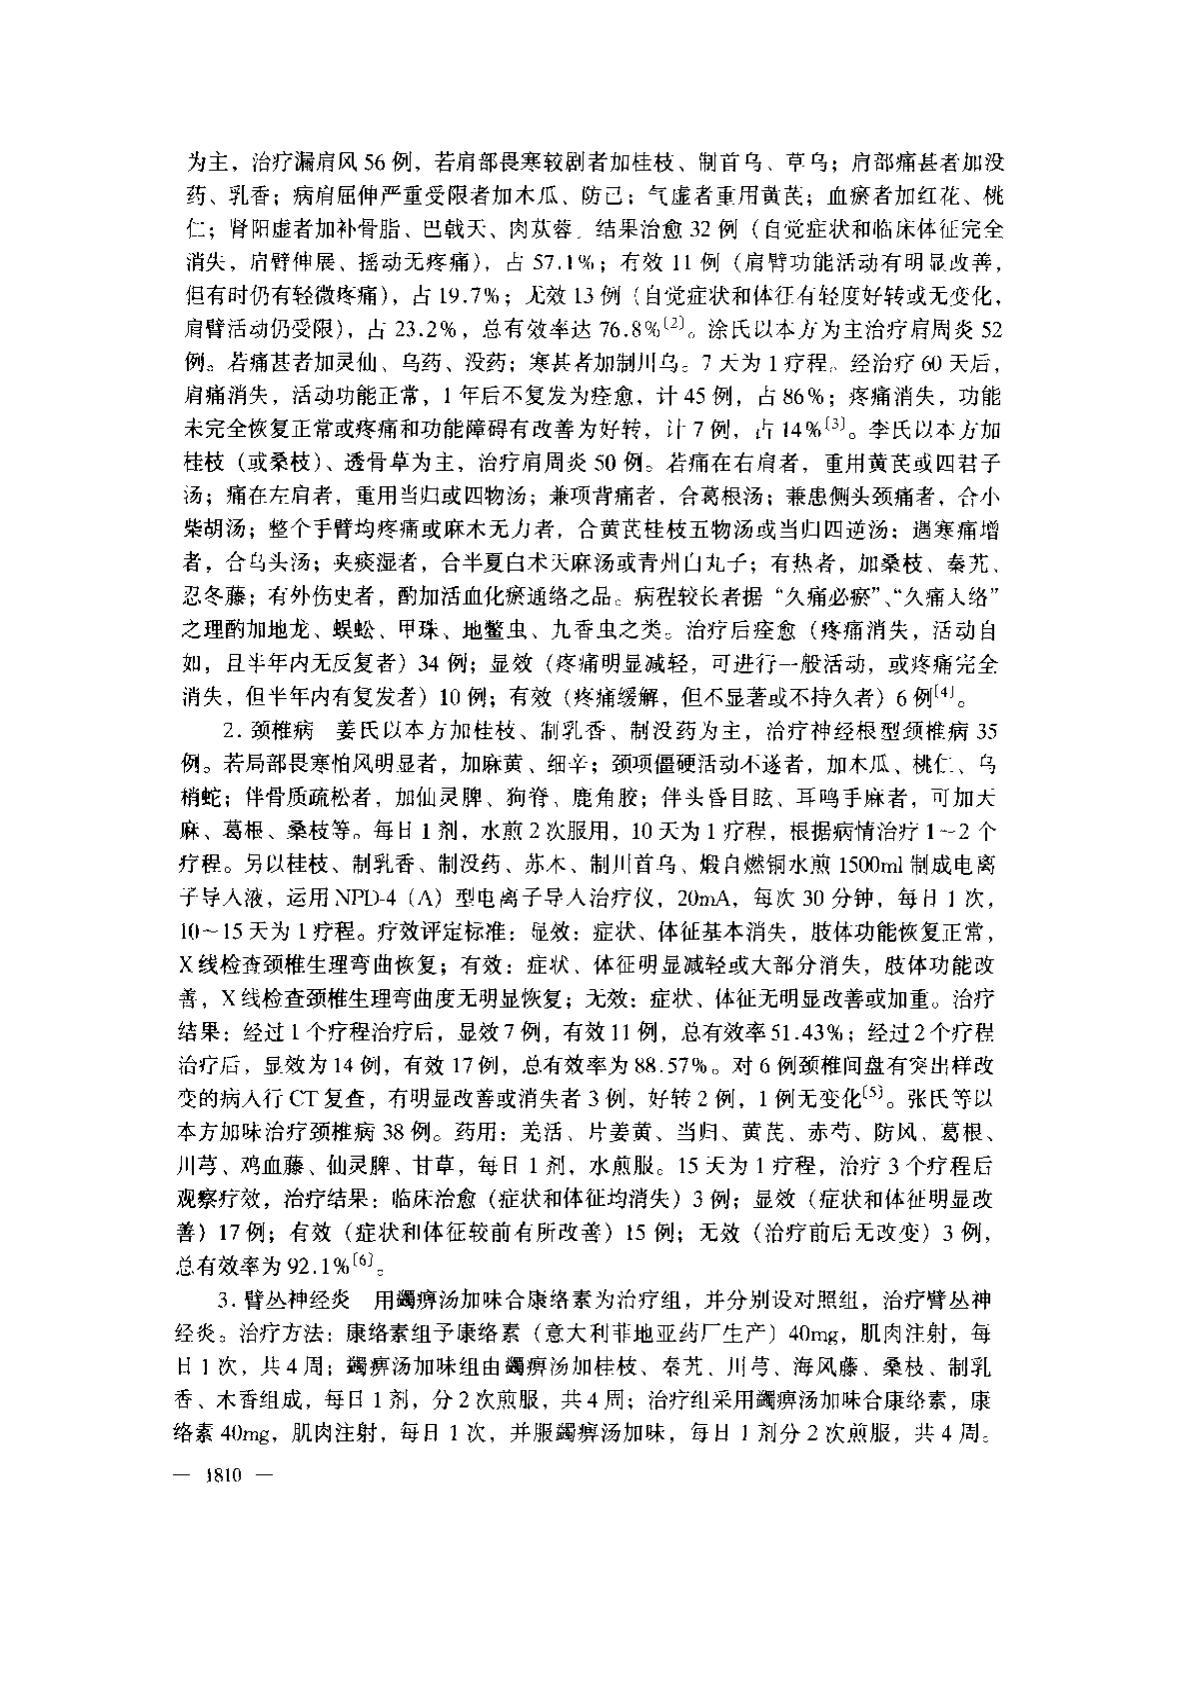 为主，治疗漏肩风 56 例，若肩部畏寒较剧者加桂枝、制首乌、草乌；肩部痛甚者加没
药、乳香；病肩屈伸严重受限者加木瓜、防己；气虚者重用黄芪；血瘀者加红花、桃
仁；肾阳虚者加补骨脂、巴戟天、肉苁蓉。结果治愈 32 例（自觉症状和临床体征完全
消失，肩臂伸展、摇动无疼痛），占 57.1%；有效 11 例（肩臂功能活动有明显改善，
但有时仍有轻微疼痛），占 19.7%；无效 13 例（自觉症状和体征有轻度好转或无变化，
肩臂活动仍受限），占 23.2%，总有效率达 76.8%〔2〕。涂氏以本方为主治疗肩周炎 52
例。若痛甚者加灵仙、乌药、没药；寒甚者加制川乌。7 天为 1 疗程。经治疗 60 天后，
肩痛消失，活动功能正常，1 年后不复发为痊愈，计 45 例，占 86%；疼痛消失，功能
未完全恢复正常或疼痛和功能障碍有改善为好转，计 7 例，占 14%〔3〕。李氏以本方加
桂枝（或桑枝）、透骨草为主，治疗肩周炎 50 例。若痛在右肩者，重用黄芪或四君子
汤；痛在左肩者，重用当归或四物汤；兼项背痛者，合葛根汤；兼患侧头颈痛者，合小
柴胡汤；整个手臂均疼痛或麻木无力者，合黄芪桂枝五物汤或当归四逆汤；遇寒痛增
者，合乌头汤；夹痰湿者，合半夏白术天麻汤或青州白丸子；有热者，加桑枝、秦艽、
忍冬藤；有外伤史者，酌加活血化瘀通络之品。病程较长者据“久痛必瘀”、“久痛入络”
之理酌加地龙、蜈蚣、甲珠、地鳖虫、九香虫之类。治疗后痊愈（疼痛消失，活动自
如，且半年内无反复者）34 例；显效（疼痛明显减轻，可进行一般活动，或疼痛完全
消失，但半年内有复发者）10 例；有效（疼痛缓解，但不显著或不持久者）6 例〔4〕。
2. 颈椎病　姜氏以本方加桂枝、制乳香、制没药为主，治疗神经根型颈椎病 35
例。若局部畏寒怕风明显者，加麻黄、细辛；颈项僵硬活动不遂者，加木瓜、桃仁、乌
梢蛇；伴骨质疏松者，加仙灵脾、狗脊、鹿角胶；伴头昏目眩、耳鸣手麻者，可加天
麻、葛根、桑枝等。每日 1 剂，水煎 2 次服用，10 天为 1 疗程，根据病情治疗 1～2 个
疗程。另以桂枝、制乳香、制没药、苏木、制川首乌、煅自燃铜水煎 1500ml 制成电离
子导入液，运用 NPD-4（A）型电离子导入治疗仪，20mA，每次 30 分钟，每日 1 次，
10～15 天为 1 疗程。疗效评定标准：显效：症状、体征基本消失，肢体功能恢复正常，
X 线检查颈椎生理弯曲恢复；有效：症状、体征明显减轻或大部分消失，肢体功能改
善，X 线检查颈椎生理弯曲度无明显恢复；无效：症状、体征无明显改善或加重。治疗
结果：经过 1 个疗程治疗后，显效 7 例，有效 11 例，总有效率 51.43%；经过 2 个疗程
治疗后，显效为 14 例，有效 17 例，总有效率为 88.57%。对 6 例颈椎间盘有突出样改
变的病人行 CT 复查，有明显改善或消失者 3 例，好转 2 例，1 例无变化〔5〕。张氏等以
本方加味治疗颈椎病 38 例。药用：羌活、片姜黄、当归、黄芪、赤芍、防风、葛根、
川芎、鸡血藤、仙灵脾、甘草，每日 1 剂，水煎服。15 天为 1 疗程，治疗 3 个疗程后
观察疗效，治疗结果：临床治愈（症状和体征均消失）3 例；显效（症状和体征明显改
善）17 例；有效（症状和体征较前有所改善）15 例；无效（治疗前后无改变）3 例，
总有效率为 92.1%〔6〕。
3. 臂丛神经炎　用蠲痹汤加味合康络素为治疗组，并分别设对照组，治疗臂丛神
经炎。治疗方法：康络素组予康络素（意大利菲地亚药厂生产）40mg，肌肉注射，每
日 1 次，共 4 周；蠲痹汤加味组由蠲痹汤加桂枝、秦艽、川芎、海风藤、桑枝、制乳
香、木香组成，每日 1 剂，分 2 次煎服，共 4 周；治疗组采用蠲痹汤加味合康络素，康
络素 40mg，肌肉注射，每日 1 次，并服蠲痹汤加味，每日 1 剂分 2 次煎服，共 4 周。
— 1810 —